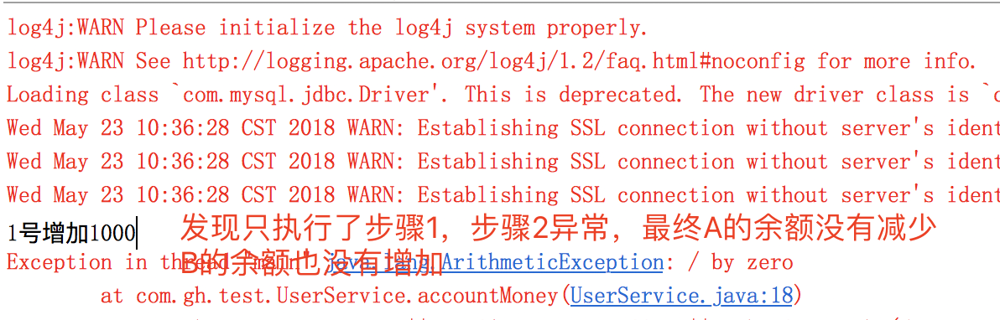 log4j:WARN Please initialize the log4j system properly.
log4j:WARN See http://logging.apache.org/log4j/1.2/faq.html#noconfig for more info.
Loading class `com.mysql.jdbc.Driver'. This is deprecated. The new driver class is `c
Wed May 23 10:36:28 CST 2018 WARN: Establishing SSL connection without server's ident
Wed May 23 10:36:28 CST 2018 WARN: Establishing SSL connection without server's ident
Wed May 23 10:36:28 CST 2018 WARN: Establishing SSL connection without server's ident
1号增加1000
发现只执行了步骤1，步骤2异常，最终A的余额没有减少
B的余额也没有增加
Exception in thread "main" java.lang.ArithmeticException: / by zero
at com.gh.test.UserService.accountMoney(UserService.java:18)